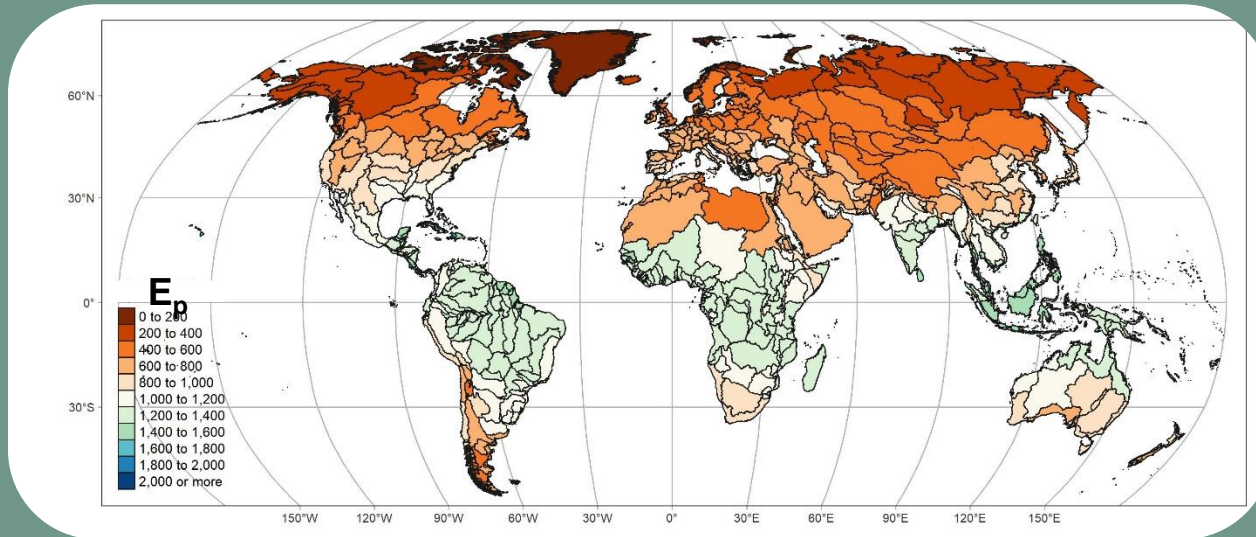 60°N
30°N
0°
30°S
E_p
0 to 200
200 to 400
400 to 600
600 to 800
800 to 1,000
1,000 to 1,200
1,200 to 1,400
1,400 to 1,600
1,600 to 1,800
1,800 to 2,000
2,000 or more
150°W 120°W 90°W 60°W 30°W 0° 30°E 60°E 90°E 120°E 150°E